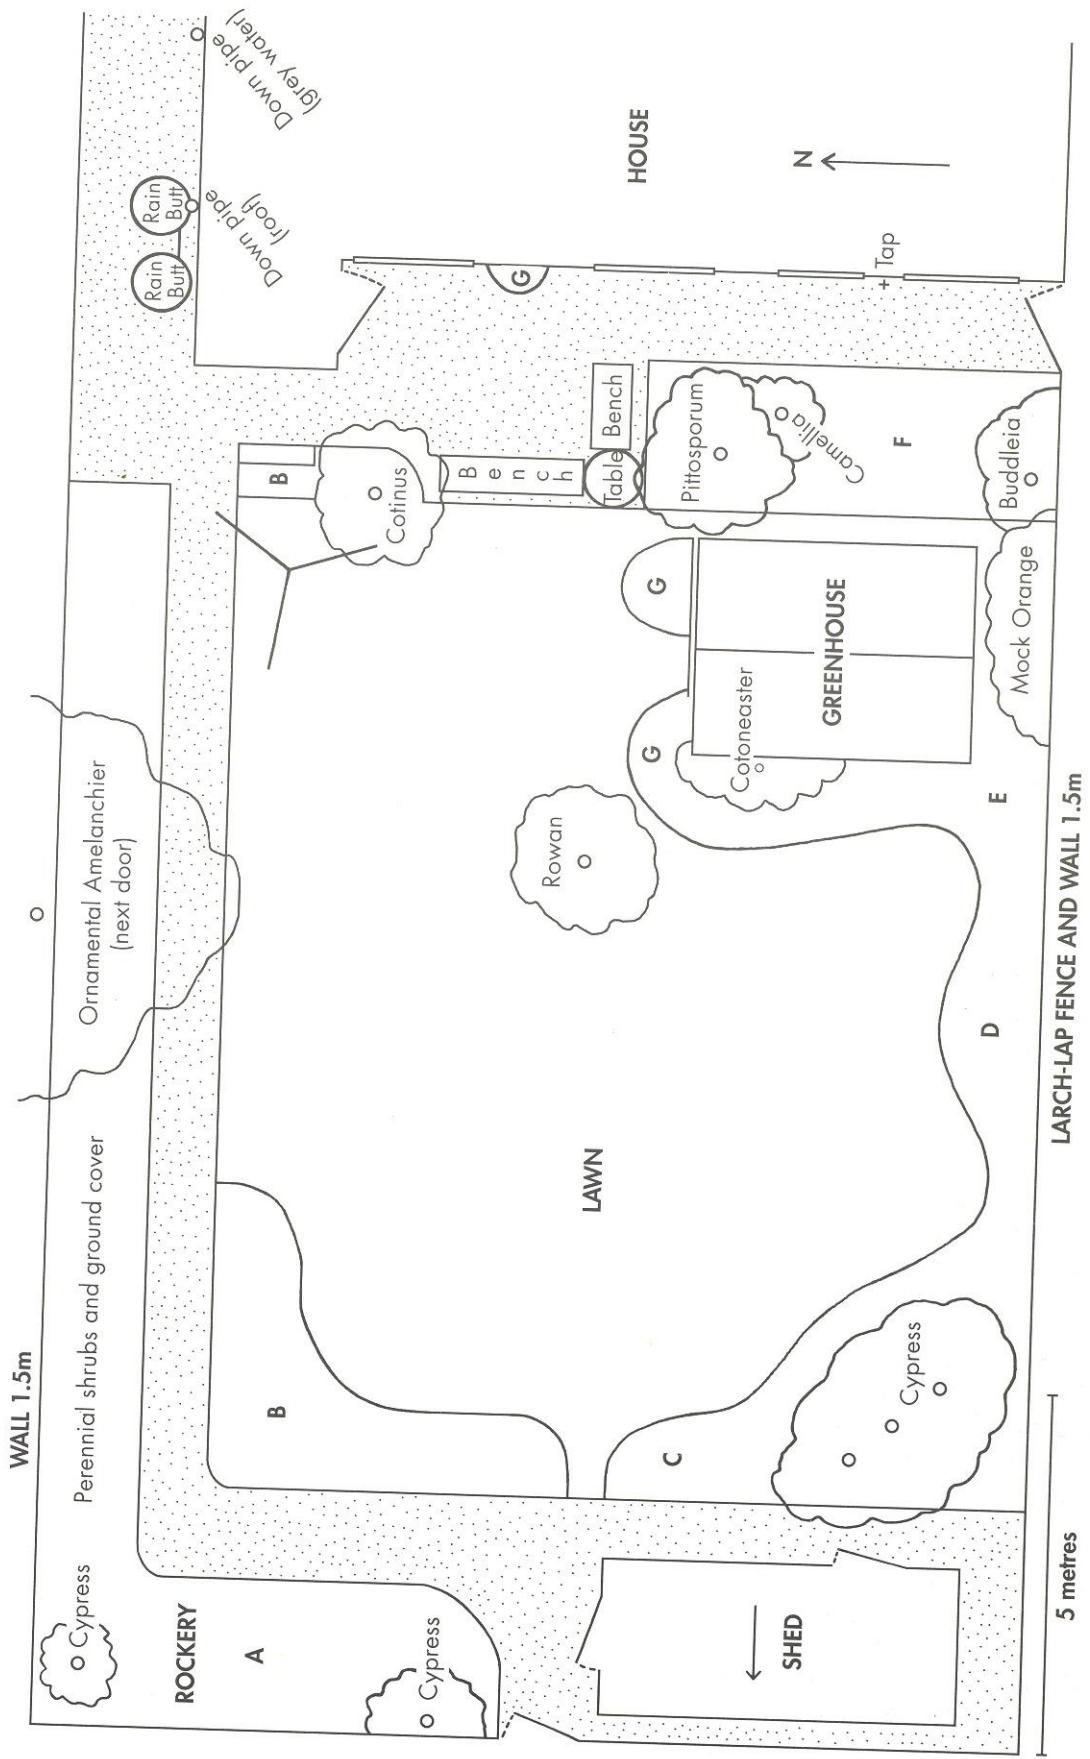 WALL 1.5m
Cypress
Perennial shrubs and ground cover
Ornamental Amelanchier
(next door)
Rain
Butt
Rain
Butt
Down pipe
(roof)
Down pipe
(grey water)
ROCKERY
A
B
B
Cotinus
Bench
Bench
Table
G
HOUSE
N
Tap
Cypress
LAWN
Rowan
G
G
Pittosporum
Camellia
F
Buddleia
SHED
C
Cypress
D
E
Cotoneaster
GREENHOUSE
Mock Orange
5 metres
LARCH-LAP FENCE AND WALL 1.5m